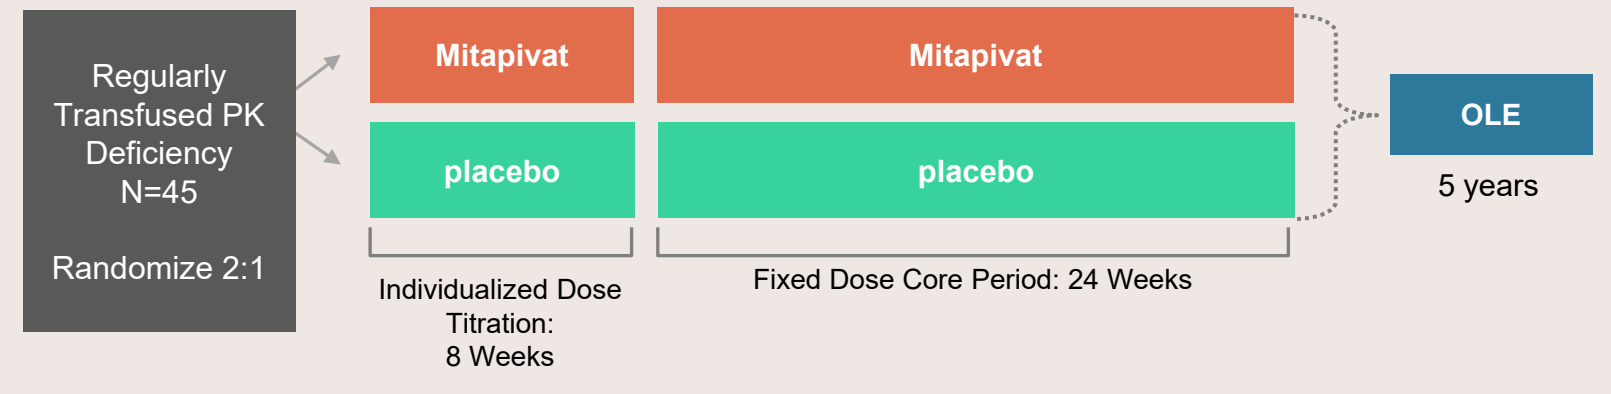 Regularly
Transfused PK
Deficiency
N=45
Randomize 2:1
Mitapivat
Mitapivat
placebo
placebo
Individualized Dose
Titration:
8 Weeks
Fixed Dose Core Period: 24 Weeks
OLE
5 years